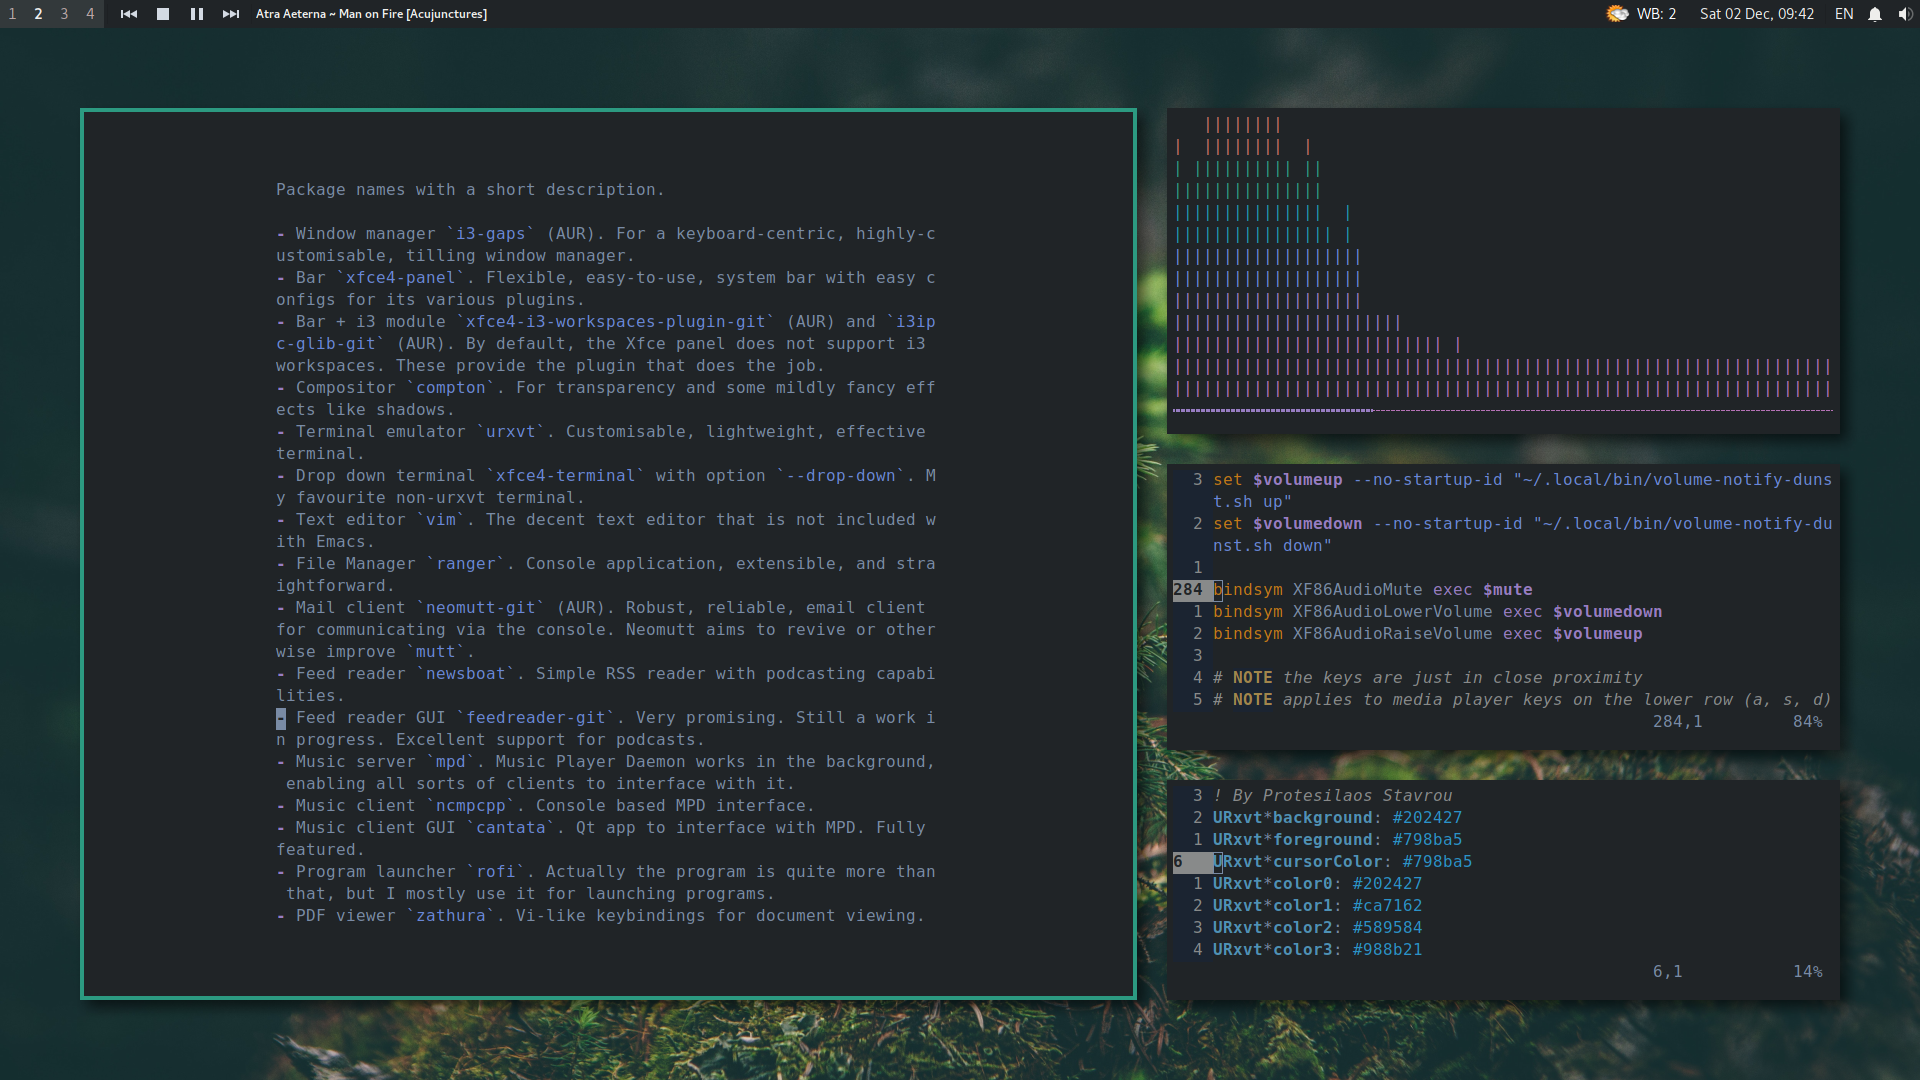 1 2 3 4 Atra Aeterna ~ Man on Fire [Acujunctures] WB: 2 Sat 02 Dec, 09:42 EN
Package names with a short description.
- Window manager `i3-gaps` (AUR). For a keyboard-centric, highly-c
ustomisable, tilling window manager.
- Bar `xfce4-panel`. Flexible, easy-to-use, system bar with easy c
onfigs for its various plugins.
- Bar + i3 module `xfce4-i3-workspaces-plugin-git` (AUR) and `i3ip
c-glib-git` (AUR). By default, the Xfce panel does not support i3
workspaces. These provide the plugin that does the job.
- Compositor `compton`. For transparency and some mildly fancy eff
ects like shadows.
- Terminal emulator `urxvt`. Customisable, lightweight, effective
terminal.
- Drop down terminal `xfce4-terminal` with option `--drop-down`. M
y favourite non-urxvt terminal.
- Text editor `vim`. The decent text editor that is not included w
ith Emacs.
- File Manager `ranger`. Console application, extensible, and stra
ightforward.
- Mail client `neomutt-git` (AUR). Robust, reliable, email client
for communicating via the console. Neomutt aims to revive or other
wise improve `mutt`.
- Feed reader `newsboat`. Simple RSS reader with podcasting capabi
lities.
- Feed reader GUI `feedreader-git`. Very promising. Still a work i
n progress. Excellent support for podcasts.
- Music server `mpd`. Music Player Daemon works in the background,
enabling all sorts of clients to interface with it.
- Music client `ncmpcpp`. Console based MPD interface.
- Music client GUI `cantata`. Qt app to interface with MPD. Fully
featured.
- Program launcher `rofi`. Actually the program is quite more than
that, but I mostly use it for launching programs.
- PDF viewer `zathura`. Vi-like keybindings for document viewing.
3 set $volumeup --no-startup-id "~/.local/bin/volume-notify-duns
t.sh up"
2 set $volumedown --no-startup-id "~/.local/bin/volume-notify-du
nst.sh down"
1
284 bindsym XF86AudioMute exec $mute
1 bindsym XF86AudioLowerVolume exec $volumedown
2 bindsym XF86AudioRaiseVolume exec $volumeup
3
4 # NOTE the keys are just in close proximity
5 # NOTE applies to media player keys on the lower row (a, s, d)
284,1 84%
3 ! By Protesilaos Stavrou
2 URxvt*background: #202427
1 URxvt*foreground: #798ba5
6 URxvt*cursorColor: #798ba5
1 URxvt*color0: #202427
2 URxvt*color1: #ca7162
3 URxvt*color2: #589584
4 URxvt*color3: #988b21
6,1 14%